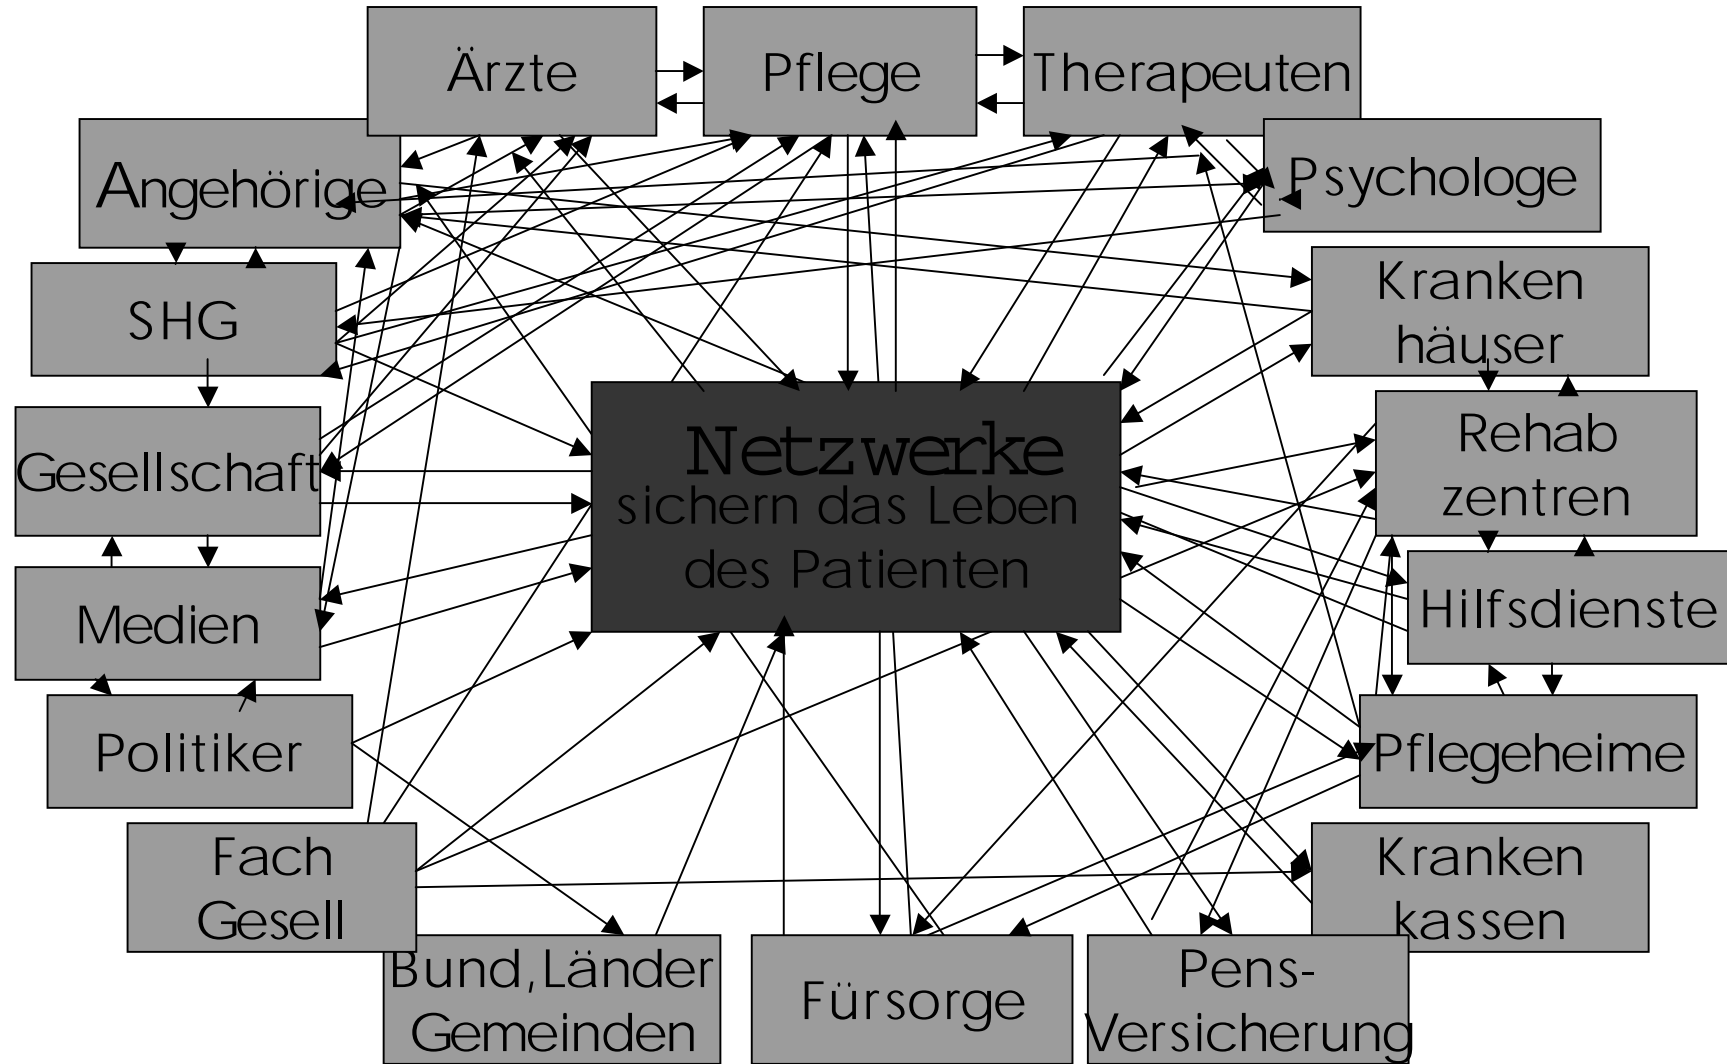 Ärzte
Pflege
Therapeuten
Angehörige
Psychologe
SHG
Kranken
häuser
Gesellschaft
Netzwerke
sichern das Leben
des Patienten
Rehab
zentren
Medien
Hilfsdienste
Politiker
Pflegeheime
Fach
Gesell
Kranken
kassen
Bund,Länder
Gemeinden
Fürsorge
Pens-
Versicherung